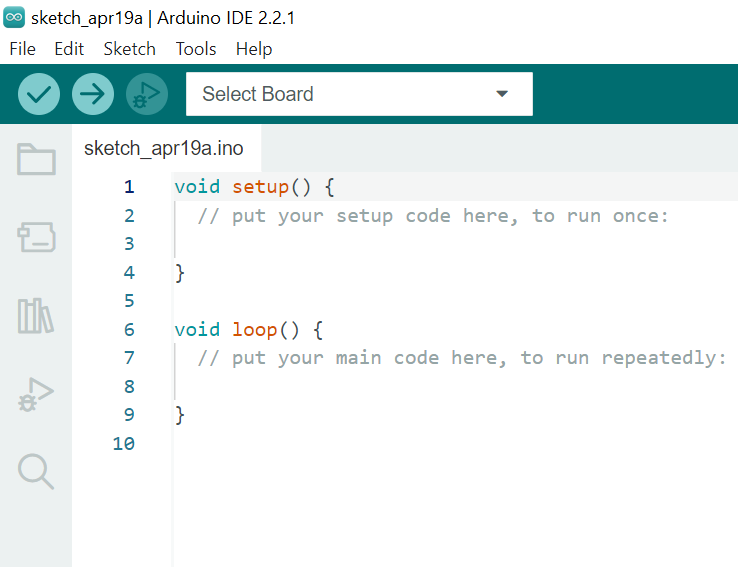 sketch_apr19a | Arduino IDE 2.2.1
File Edit Sketch Tools Help
Select Board
sketch_apr19a.ino
1 void setup() {
2 // put your setup code here, to run once:
3
4 }
5
6 void loop() {
7 // put your main code here, to run repeatedly:
8
9 }
10